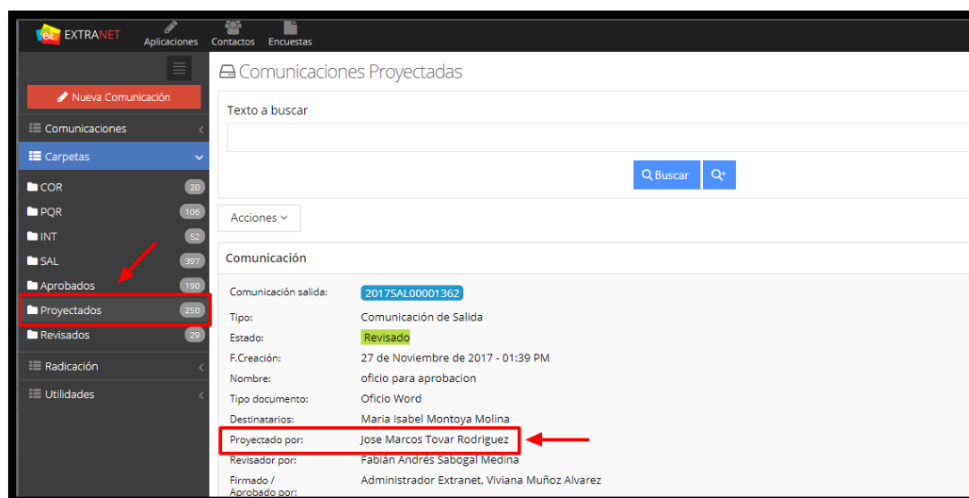 EXTRANET
Aplicaciones Contactos Encuestas
Nueva Comunicación
Comunicaciones
Carpetas
COR 20
PQR 106
INT 52
SAL 397
Aprobados 190
Proyectados 250
Revisados 29
Radicación
Utilidades
Comunicaciones Proyectadas
Texto a buscar
Buscar
Acciones
Comunicación
Comunicación salida: 2017SAL00001362
Tipo: Comunicación de Salida
Estado: Revisado
F.Creación: 27 de Noviembre de 2017 - 01:39 PM
Nombre: oficio para aprobacion
Tipo documento: Oficio Word
Destinatarios: Maria Isabel Montoya Molina
Proyectado por: Jose Marcos Tovar Rodriguez
Revisador por: Fabián Andrés Sabogal Medina
Firmado / Administrador Extranet, Viviana Muñoz Alvarez
Aprobado por: